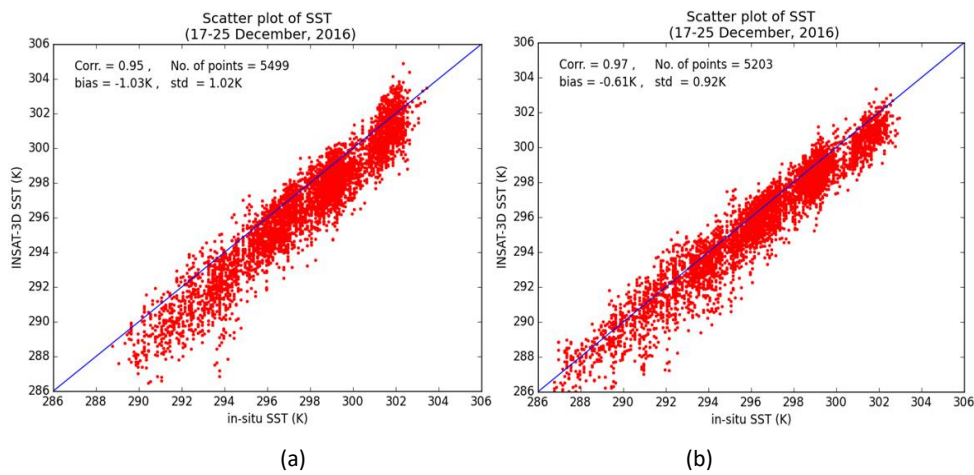 Scatter plot of SST
(17-25 December, 2016)
Corr. = 0.95 ,   No. of points = 5499
bias = -1.03K ,   std  = 1.02K
INSAT-3D SST (K)
306
304
302
300
298
296
294
292
290
288
286
286 288 290 292 294 296 298 300 302 304 306
in-situ SST (K)
(a)
Scatter plot of SST
(17-25 December, 2016)
Corr. = 0.97 ,   No. of points = 5203
bias = -0.61K ,   std  = 0.92K
INSAT-3D SST (K)
306
304
302
300
298
296
294
292
290
288
286
286 288 290 292 294 296 298 300 302 304 306
in-situ SST (K)
(b)